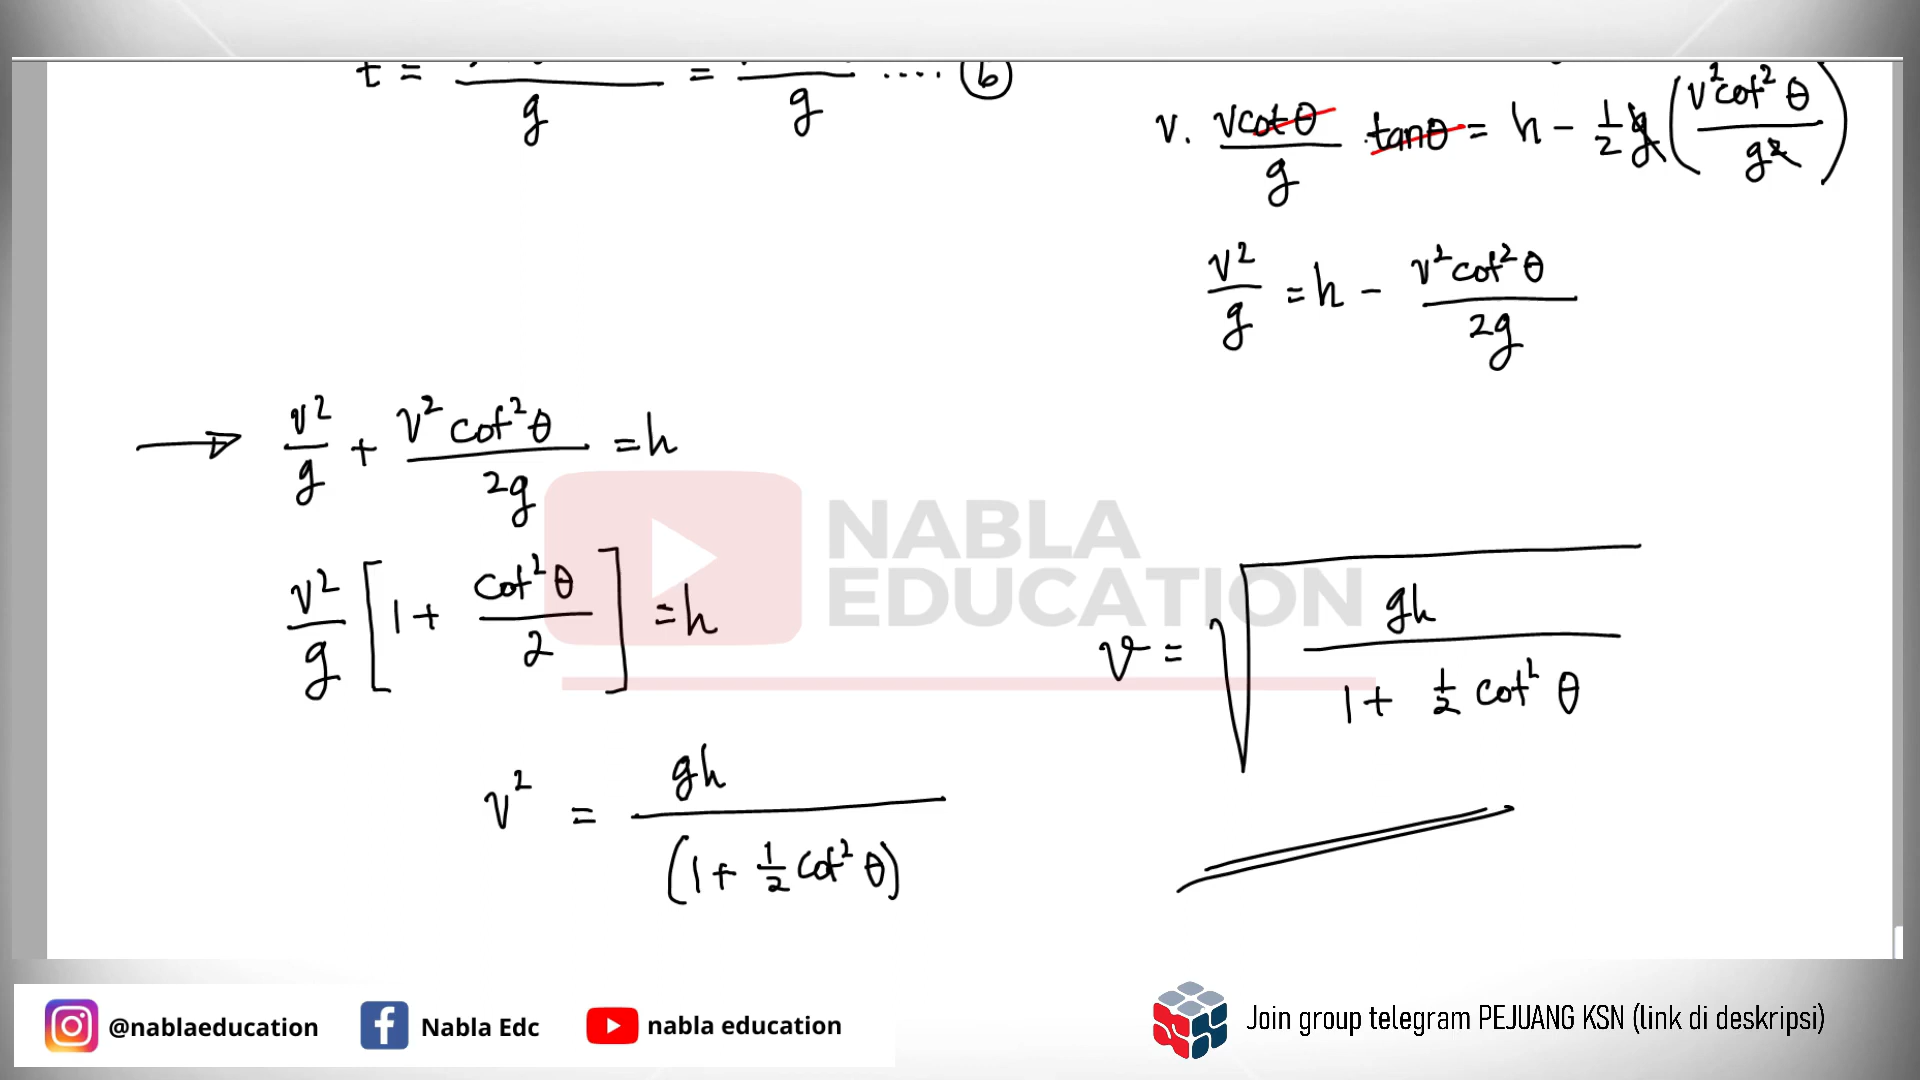 t = ――― = ――― .... (b)
g g
v. vcotθ/g . tanθ = h - 1/2 g (v²cot²θ/g²)
v²/g = h - v²cot²θ/2g
→ v²/g + v²cot²θ/2g = h
v²/g [1 + cot²θ/2] = h
v² = gh/(1 + 1/2 cot²θ)
v = √(gh/(1 + 1/2 cot²θ))
NABLA
EDUCATION
@nablaeducation
Nabla Edc
nabla education
Join group telegram PEJUANG KSN (link di deskripsi)